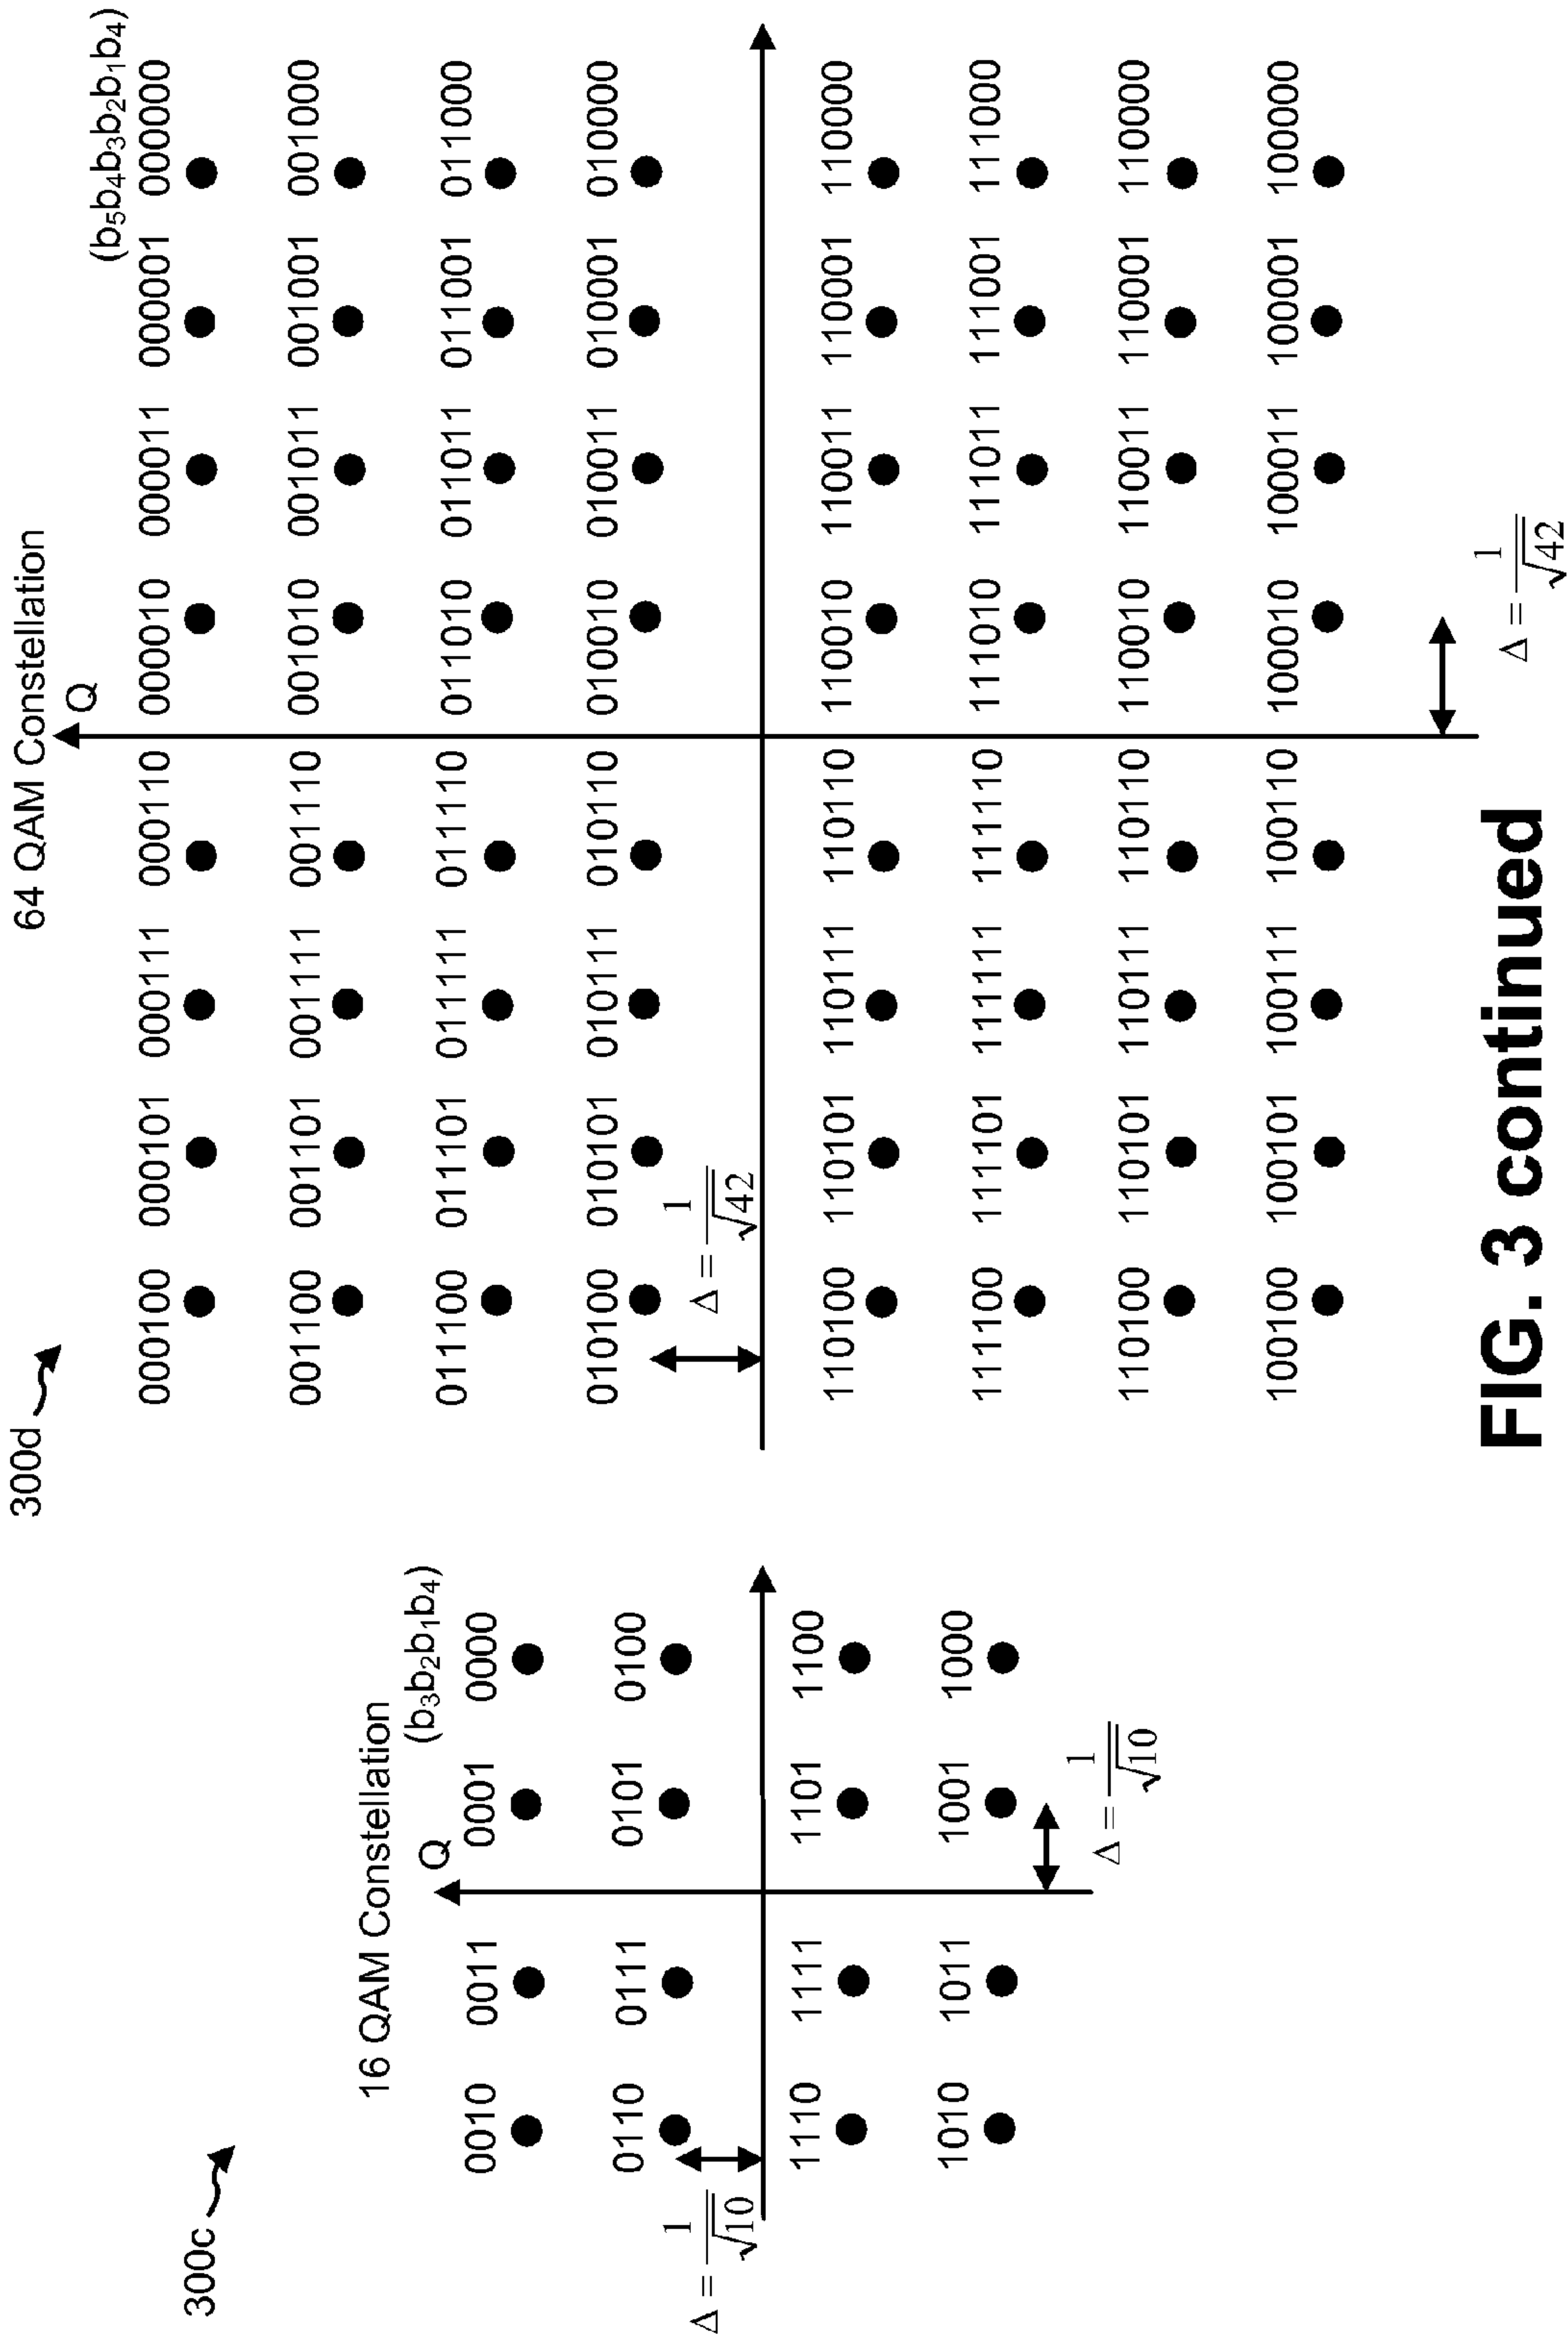 300c
16 QAM Constellation
Q
(b₃b₂b₁b₄)
0010 0011 0001 0000
0110 0111 0101 0100
Δ = 1/√10
1110 1111 1101 1100
1010 1011 1001 1000
Δ = 1/√10
300d
64 QAM Constellation
Q
(b₅b₄b₃b₂b₁b₄)
000100 000101 000111 000110 000010 000011 000001 000000
001100 001101 001111 001110 001010 001011 001001 001000
011100 011101 011111 011110 011010 011011 011001 011000
010100 010101 010111 010110 010010 010011 010001 010000
Δ = 1/√42
110100 110101 110111 110110 110010 110011 110001 110000
111100 111101 111111 111110 111010 111011 111001 111000
110100 110101 110111 110110 110010 110011 110001 110000
100100 100101 100111 100110 100010 100011 100001 100000
Δ = 1/√42
FIG. 3 continued